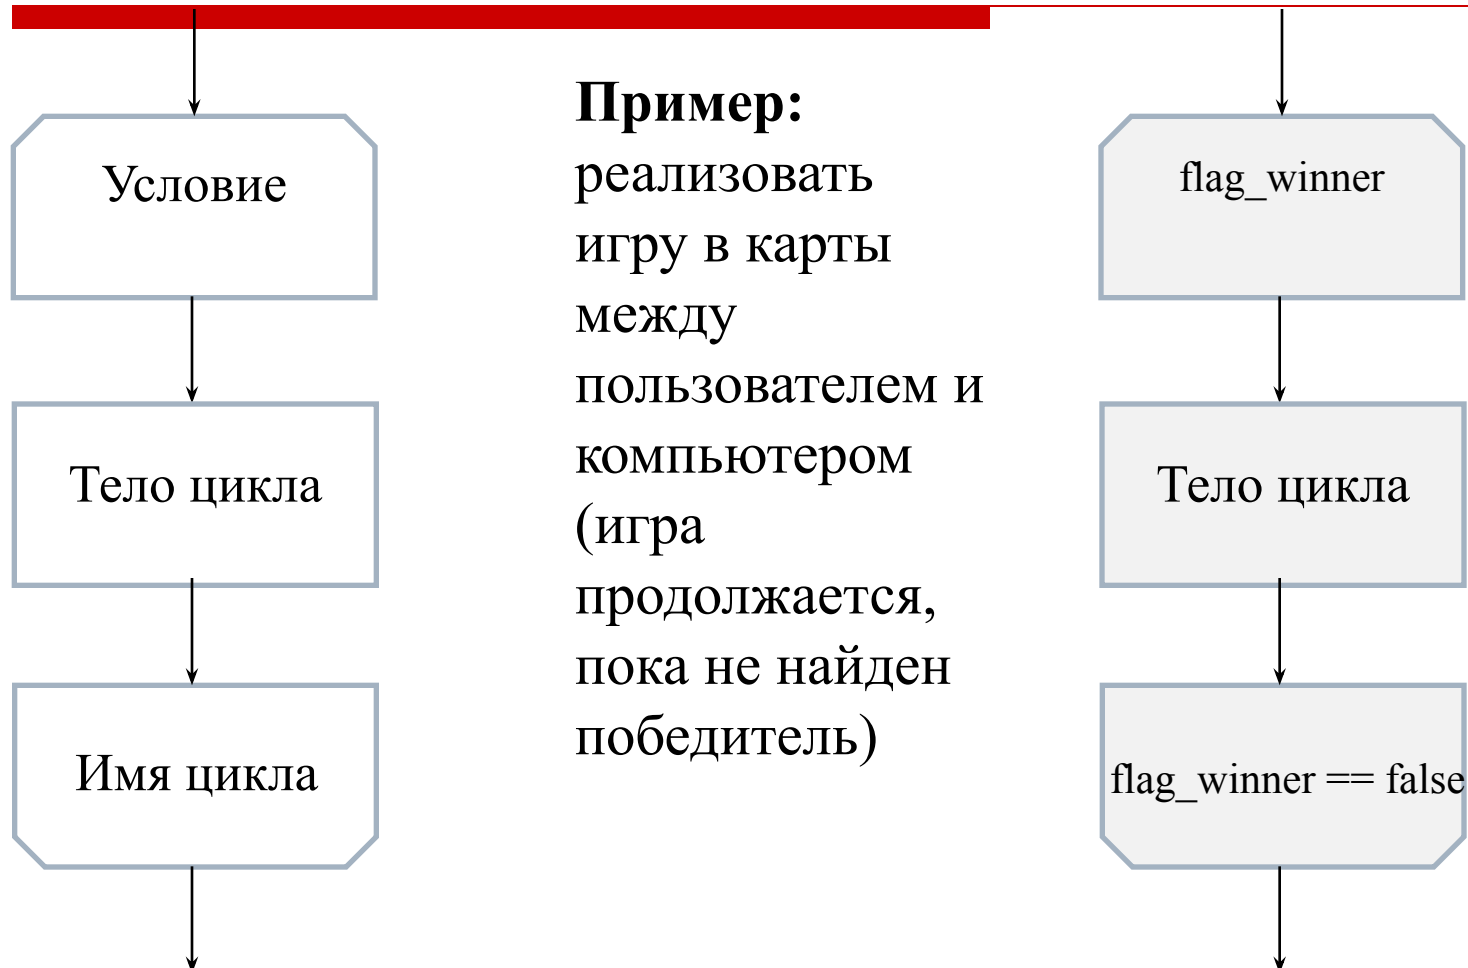 Условие
Тело цикла
Имя цикла
Пример:
реализовать
игру в карты
между
пользователем и
компьютером
(игра
продолжается,
пока не найден
победитель)
flag_winner
Тело цикла
flag_winner == false